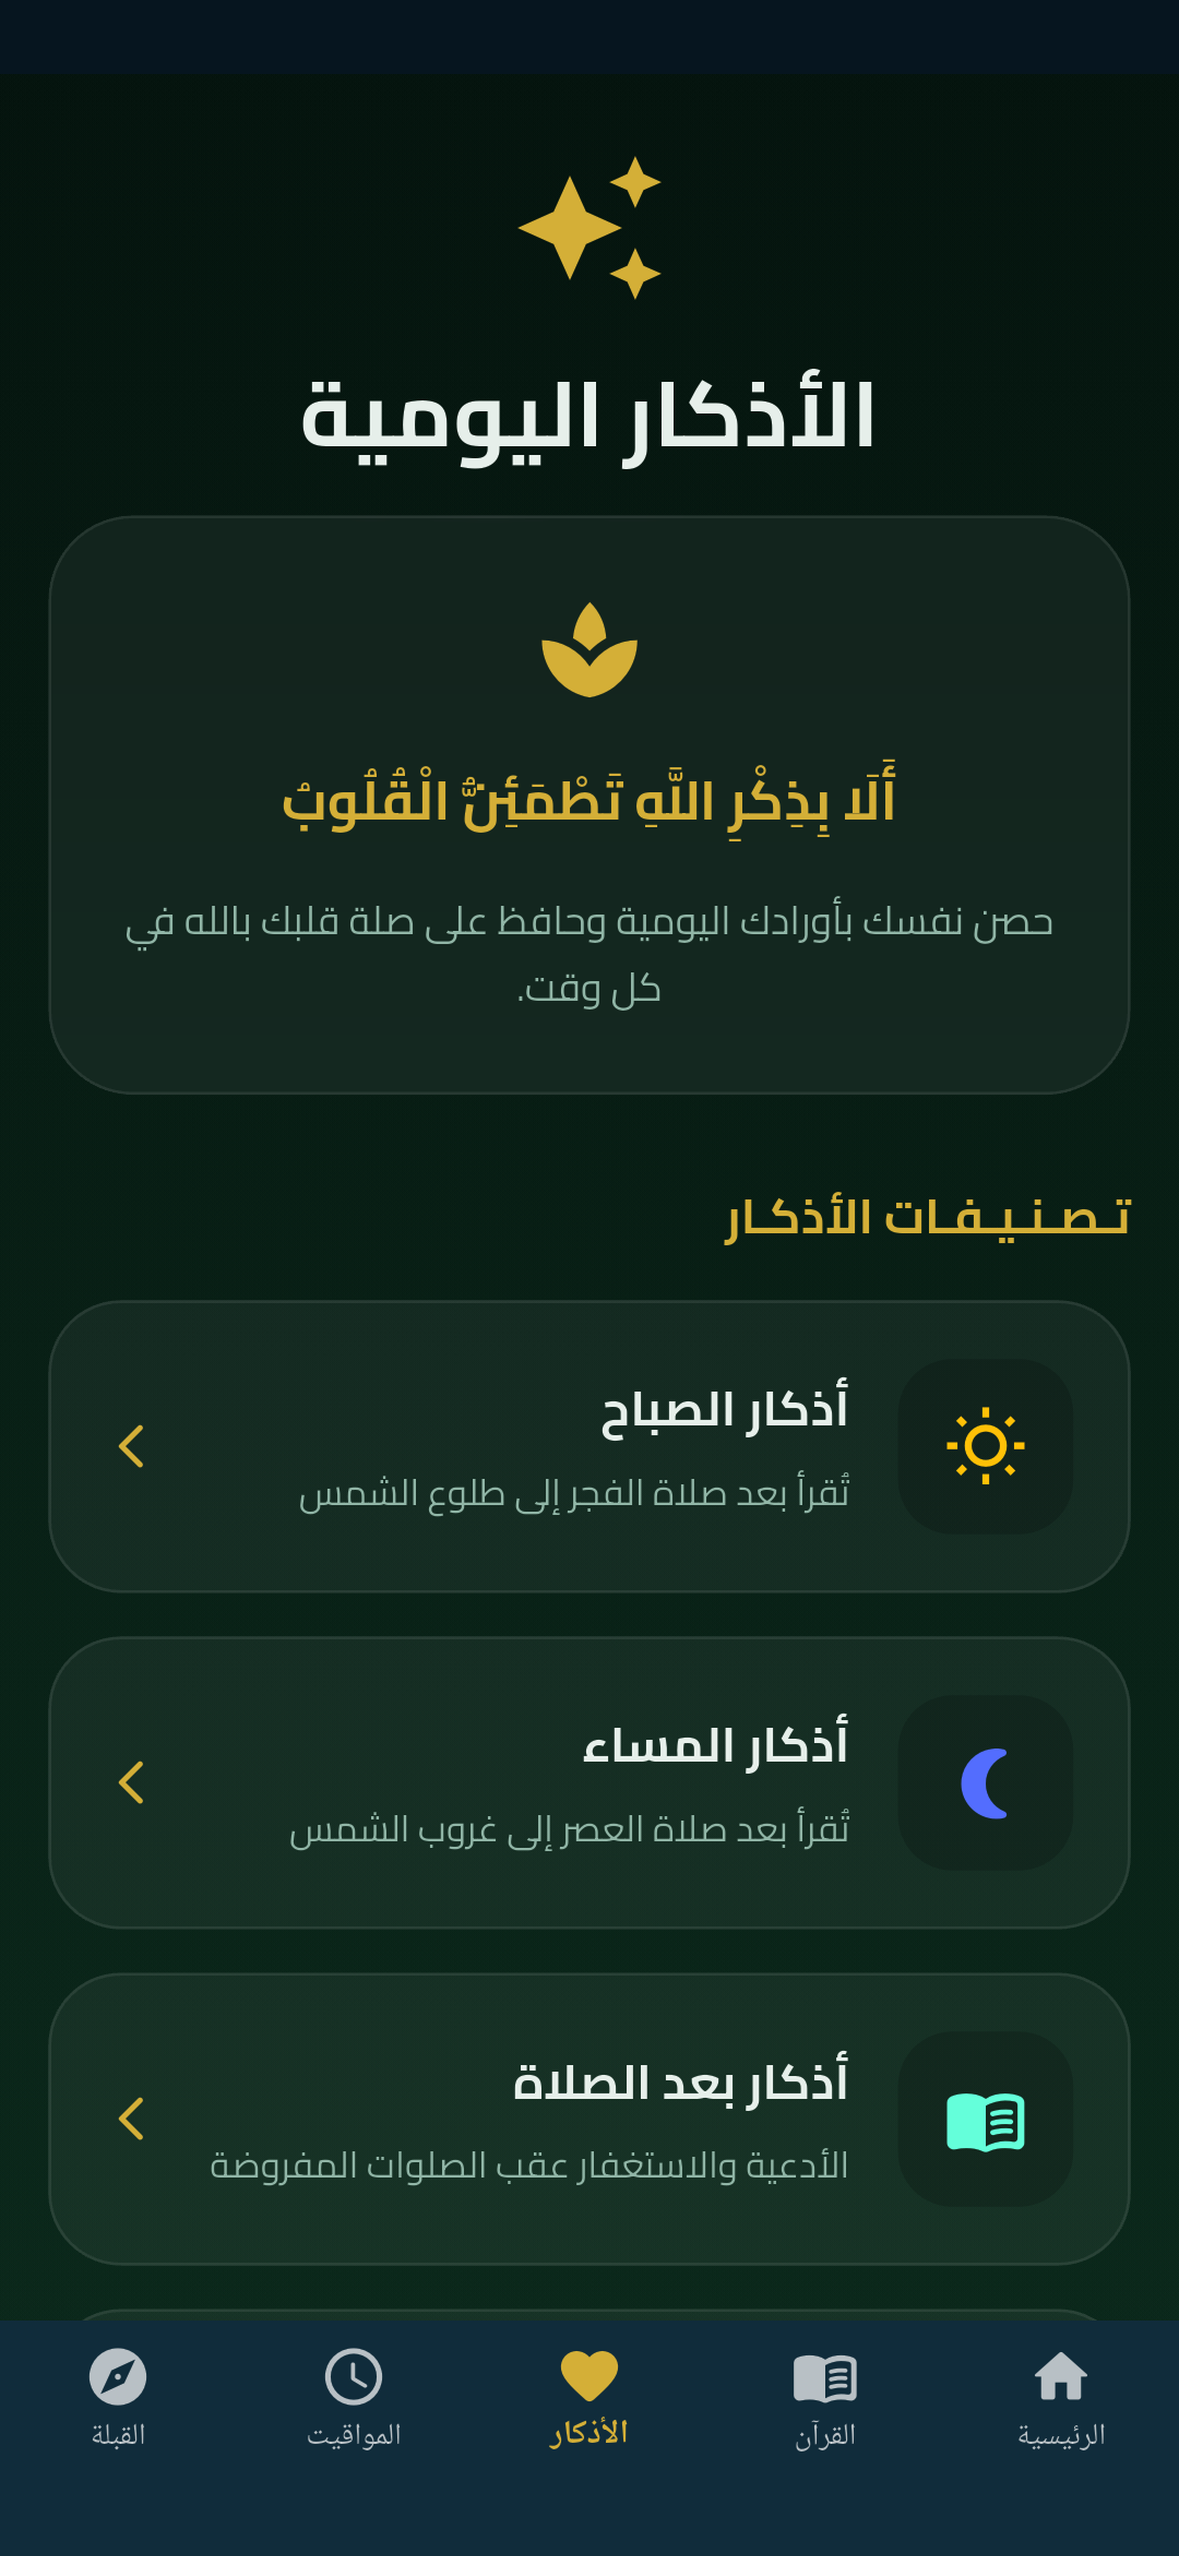 الأذكار اليومية
أَلَا بِذِكْرِ اللَّهِ تَطْمَئِنُّ الْقُلُوبُ
حصن نفسك بأورادك اليومية وحافظ على صلة قلبك بالله في
كل وقت.
تـصـنـيـفـات الأذكـار
أذكار الصباح
تُقرأ بعد صلاة الفجر إلى طلوع الشمس
أذكار المساء
تُقرأ بعد صلاة العصر إلى غروب الشمس
أذكار بعد الصلاة
الأدعية والاستغفار عقب الصلوات المفروضة
الرئيسية
القرآن
الأذكار
المواقيت
القبلة